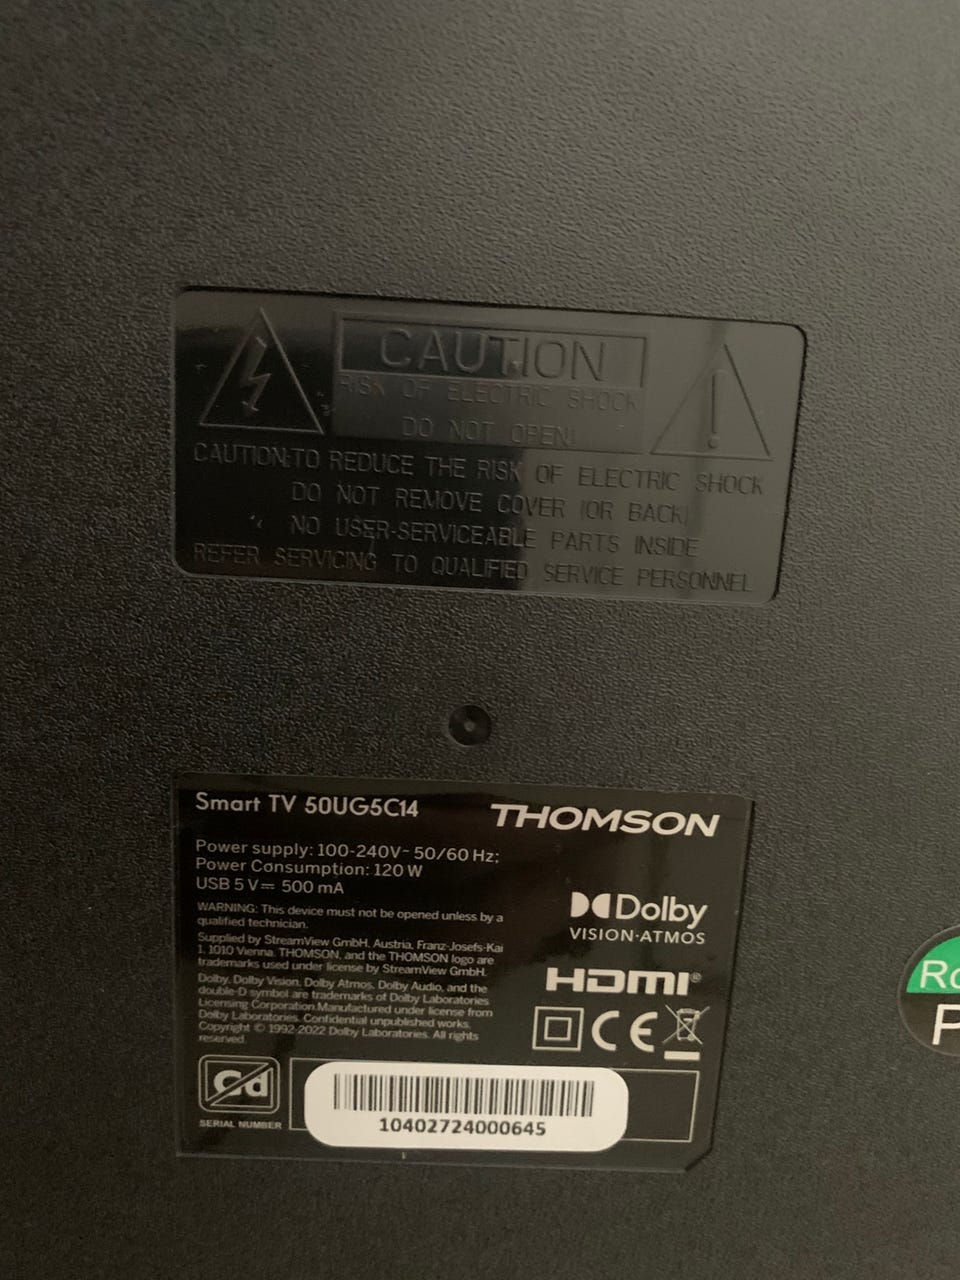 CAUTION
RISK OF ELECTRIC SHOCK
DO NOT OPEN!
CAUTION:TO REDUCE THE RISK OF ELECTRIC SHOCK
DO NOT REMOVE COVER (OR BACK)
NO USER-SERVICEABLE PARTS INSIDE
REFER SERVICING TO QUALIFIED SERVICE PERSONNEL
Smart TV 50UG5C14
THOMSON
Power supply: 100-240V~ 50/60 Hz;
Power Consumption: 120 W
USB 5 V⎓ 500 mA
WARNING: This device must not be opened unless by a
qualified technician.
Supplied by StreamView GmbH, Austria, Franz-Josefs-Kai
1, 1010 Vienna. THOMSON, and the THOMSON logo are
trademarks used under license by StreamView GmbH.
Dolby, Dolby Vision, Dolby Atmos, Dolby Audio, and the
double-D symbol are trademarks of Dolby Laboratories
Licensing Corporation.Manufactured under license from
Dolby Laboratories. Confidential unpublished works.
Copyright © 1992-2022 Dolby Laboratories. All rights
reserved.
Dolby
VISION·ATMOS
HDMI®
CE
Cd
SERIAL NUMBER
10402724000645